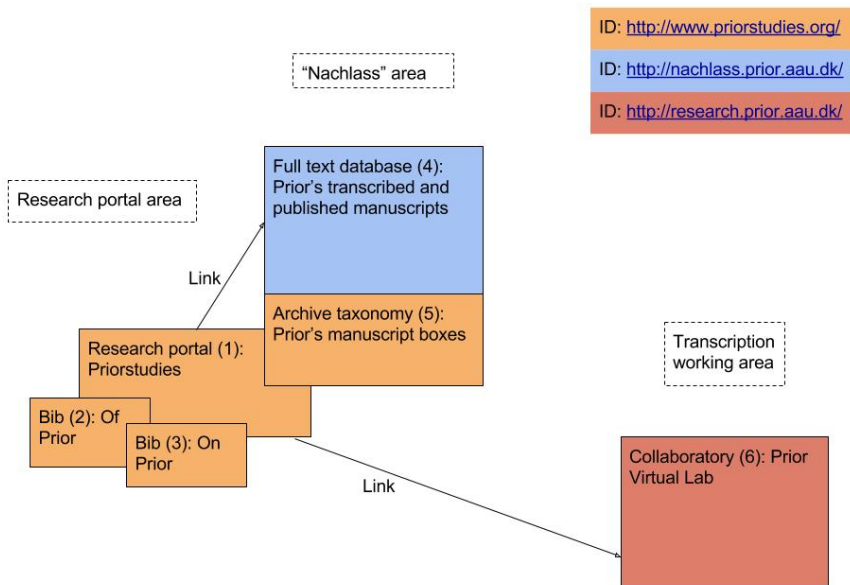 ID: http://www.priorstudies.org/
ID: http://nachlass.prior.aau.dk/
ID: http://research.prior.aau.dk/
“Nachlass” area
Full text database (4):
Prior’s transcribed and
published manuscripts
Research portal area
Link
Archive taxonomy (5):
Prior’s manuscript boxes
Research portal (1):
Priorstudies
Transcription
working area
Bib (2): Of
Prior
Bib (3): On
Prior
Collaboratory (6): Prior
Virtual Lab
Link